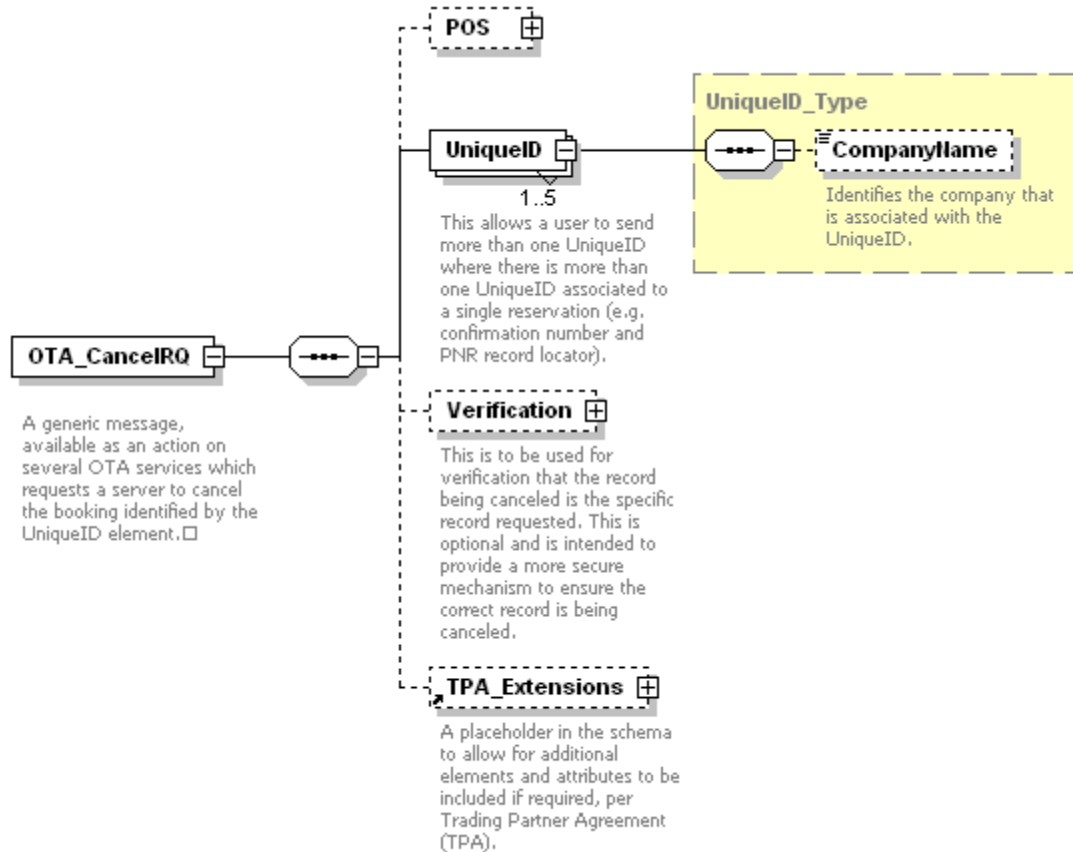 POS
UniqueID_Type
UniqueID
CompanyName
1..5
Identifies the company that
is associated with the
UniqueID.
This allows a user to send
more than one UniqueID
where there is more than
one UniqueID associated to
a single reservation (e.g.
confirmation number and
PNR record locator).
OTA_CancelRQ
A generic message,
available as an action on
several OTA services which
requests a server to cancel
the booking identified by the
UniqueID element.□
Verification
This is to be used for
verification that the record
being canceled is the specific
record requested. This is
optional and is intended to
provide a more secure
mechanism to ensure the
correct record is being
canceled.
TPA_Extensions
A placeholder in the schema
to allow for additional
elements and attributes to be
included if required, per
Trading Partner Agreement
(TPA).